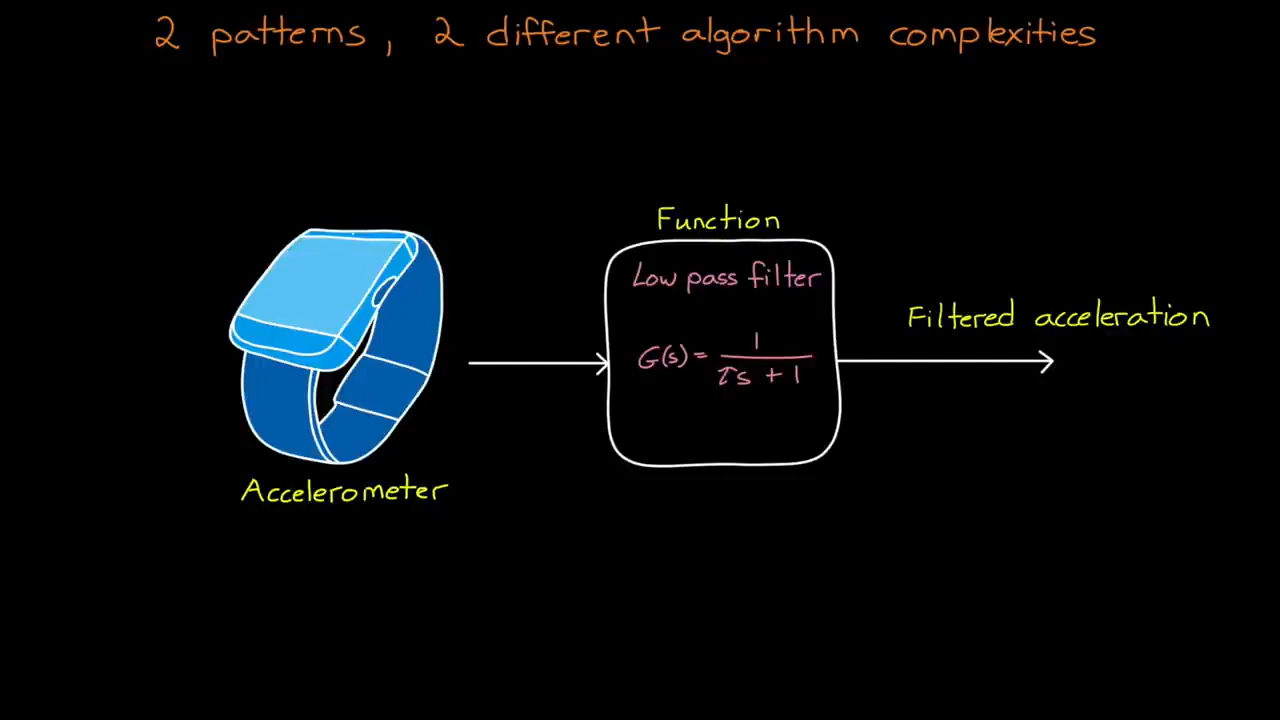 2 patterns, 2 different algorithm complexities
Function
Low pass filter
G(s) = 1 / (τs + 1)
Filtered acceleration
Accelerometer